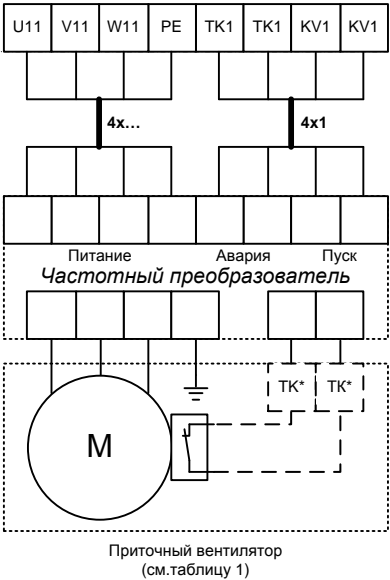 U11 V11 W11 PE TK1 TK1 KV1 KV1
4x... 4x1
Питание Авария Пуск
Частотный преобразователь
TK* TK*
M
Приточный вентилятор
(см.таблицу 1)